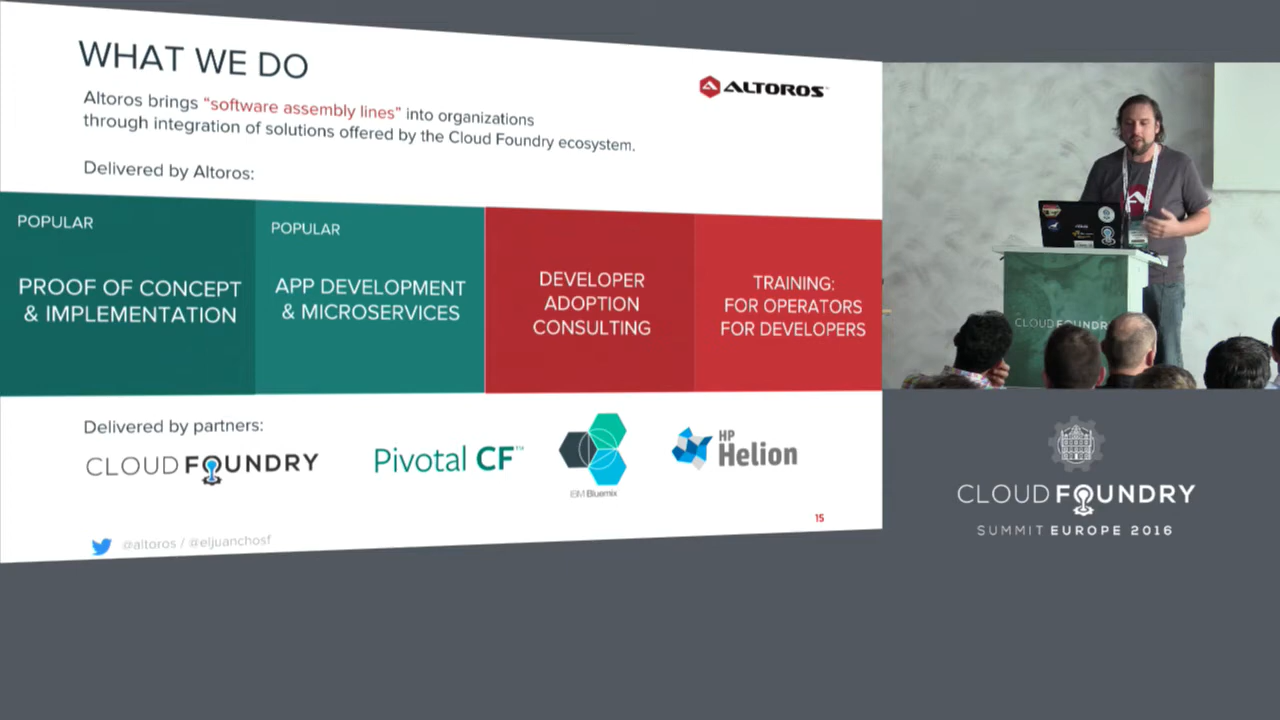 WHAT WE DO
ALTOROS
Altoros brings "software assembly lines" into organizations
through integration of solutions offered by the Cloud Foundry ecosystem.
Delivered by Altoros:
POPULAR
PROOF OF CONCEPT
& IMPLEMENTATION
POPULAR
APP DEVELOPMENT
& MICROSERVICES
DEVELOPER
ADOPTION
CONSULTING
TRAINING:
FOR OPERATORS
FOR DEVELOPERS
Delivered by partners:
CLOUD FOUNDRY
Pivotal CF™
IBM Bluemix
HP
Helion
15
@altoros / @eljuanchosf
CLOUD FOUNDRY
CLOUD FOUNDRY
SUMMIT EUROPE 2016